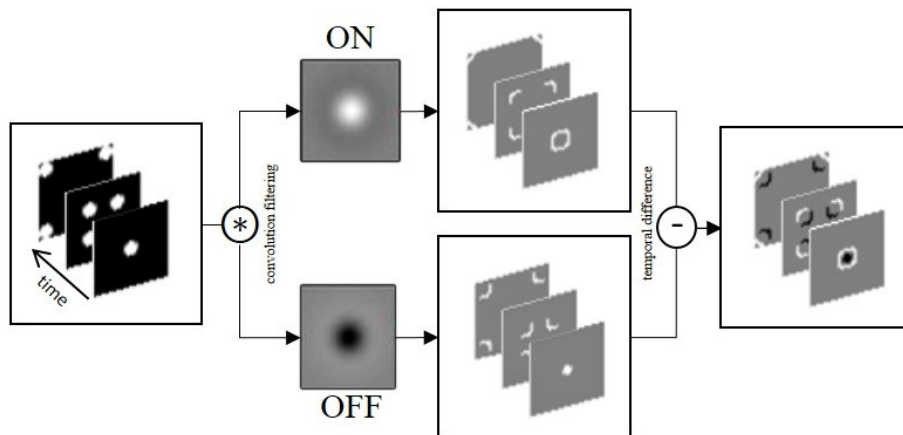 ON
time
*
convolution filtering
temporal difference
-
OFF